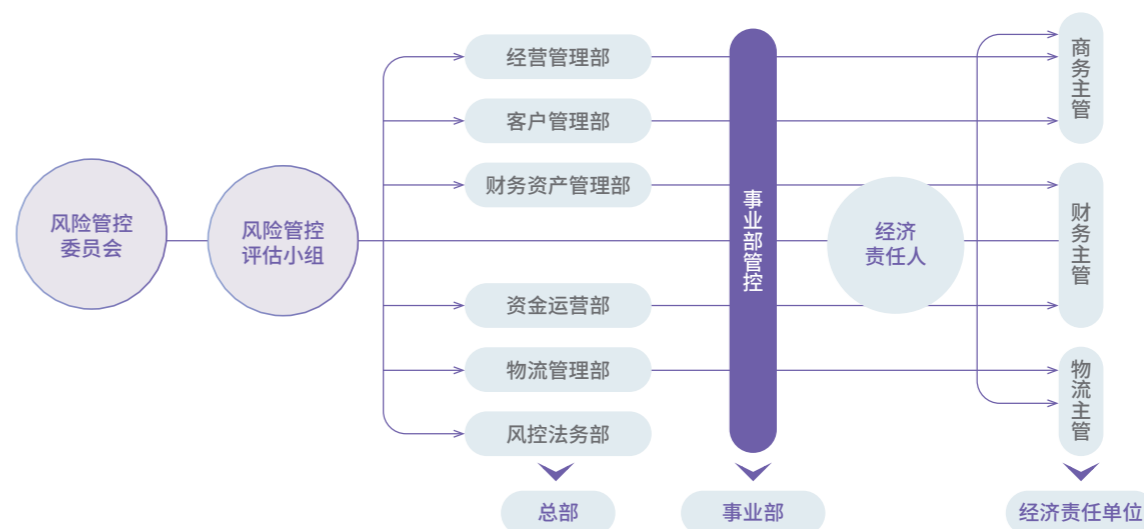 风险管控
委员会
风险管控
评估小组
经营管理部
客户管理部
财务资产管理部
资金运营部
物流管理部
风控法务部
事业部管控
经济
责任人
商务主管
财务主管
物流主管
总部
事业部
经济责任单位